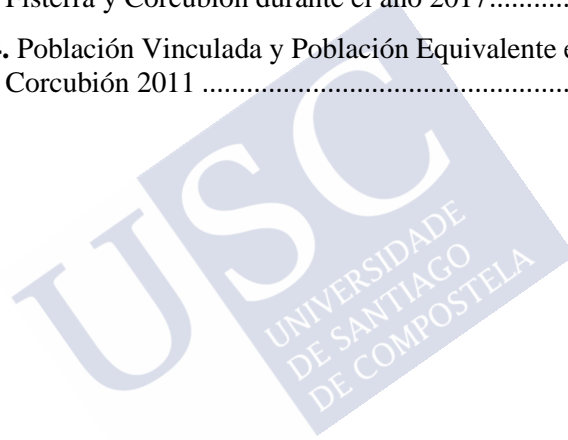 Fisterra y Corcubión durante el año 2017...........
. Población Vinculada y Población Equivalente e
Corcubión 2011 .................................................
USC
UNIVERSIDADE
DE SANTIAGO
DE COMPOSTELA